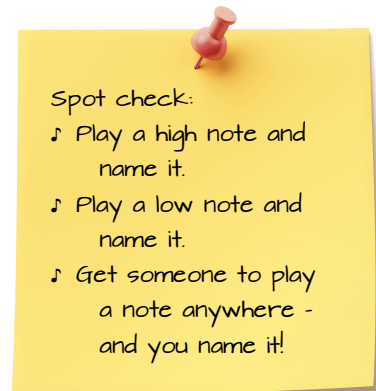 Spot check:
♪ Play a high note and
name it.
♪ Play a low note and
name it.
♪ Get someone to play
a note anywhere -
and you name it!